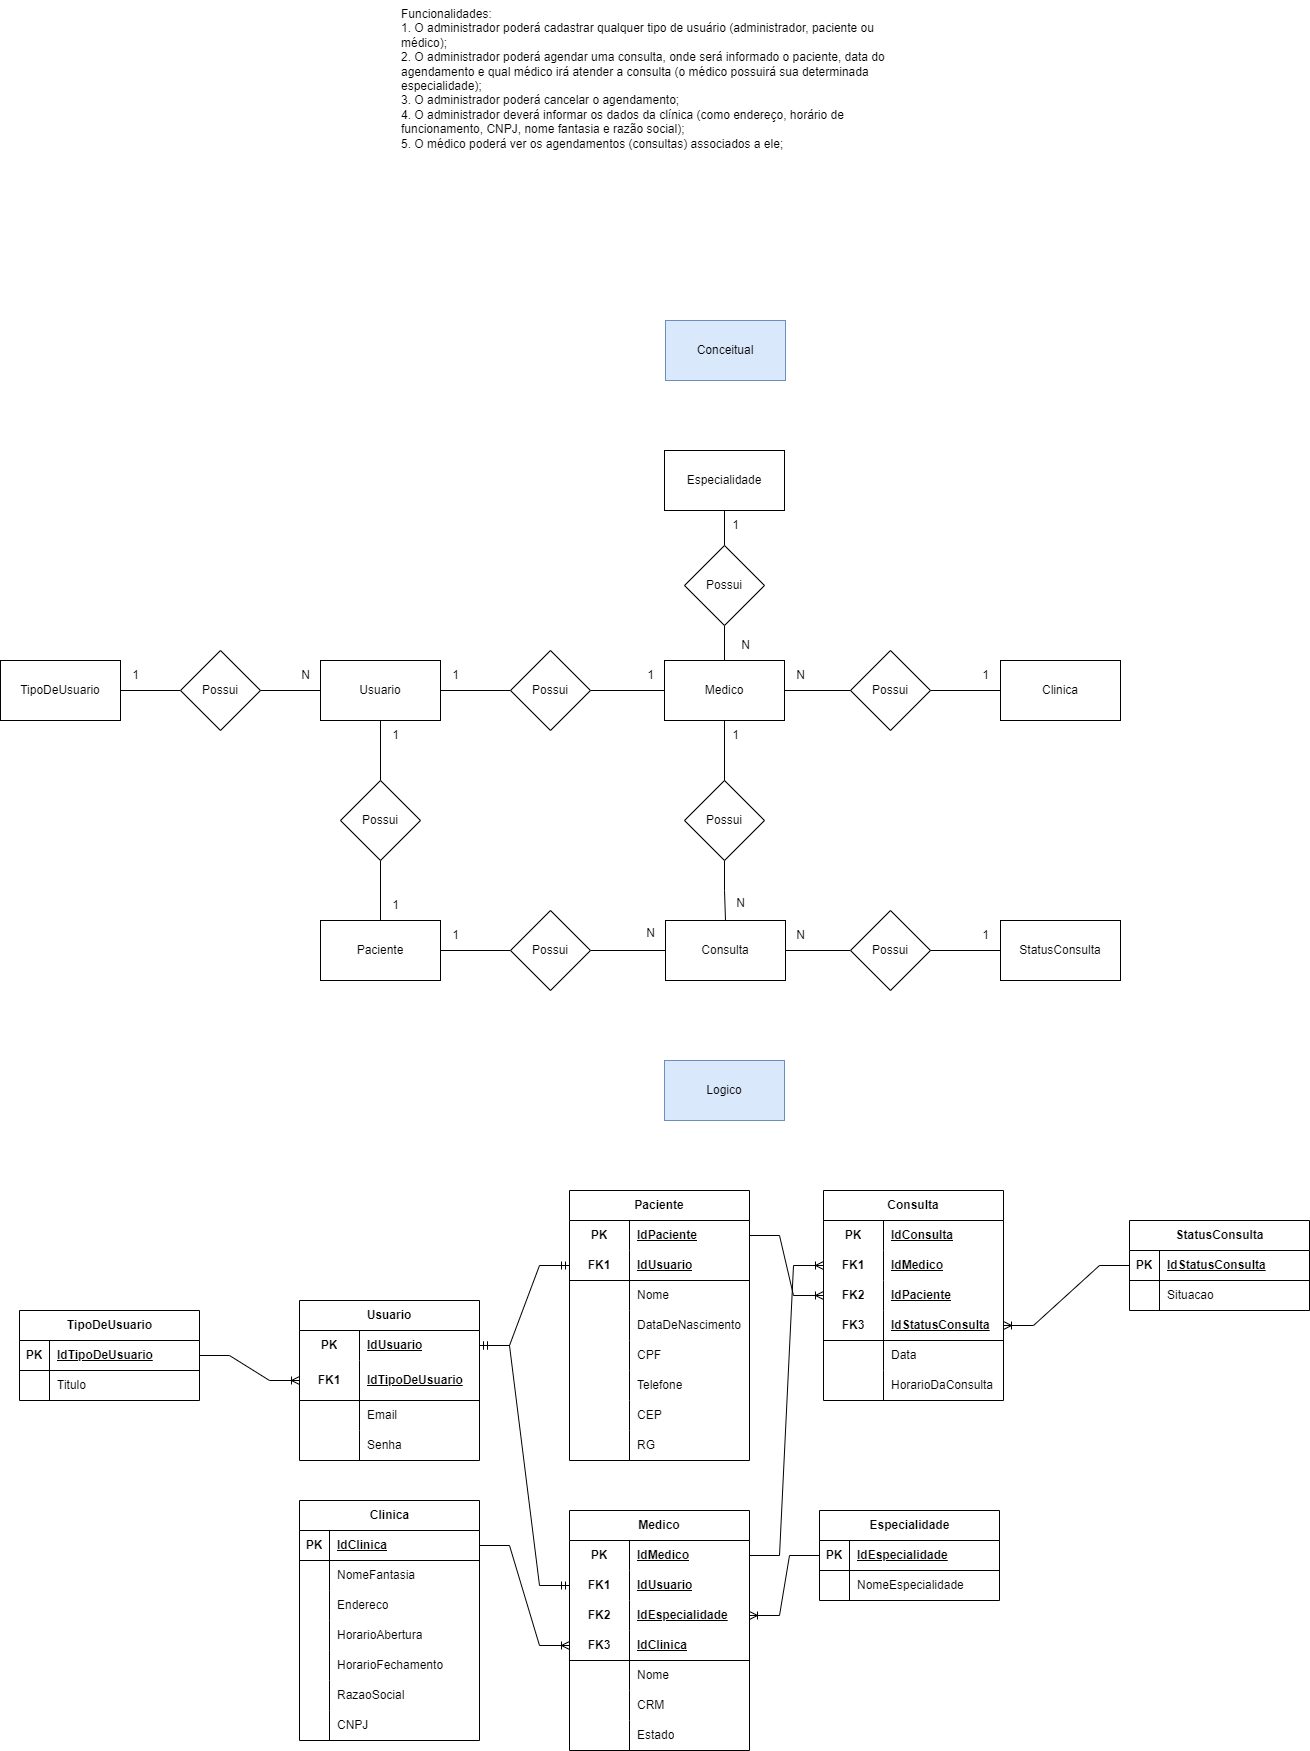 Funcionalidades:
1. O administrador poderá cadastrar qualquer tipo de usuário (administrador, paciente ou
médico);
2. O administrador poderá agendar uma consulta, onde será informado o paciente, data do
agendamento e qual médico irá atender a consulta (o médico possuirá sua determinada
especialidade);
3. O administrador poderá cancelar o agendamento;
4. O administrador deverá informar os dados da clínica (como endereço, horário de
funcionamento, CNPJ, nome fantasia e razão social);
5. O médico poderá ver os agendamentos (consultas) associados a ele;
Conceitual
Especialidade
1
Possui
N
TipoDeUsuario
1
Possui
N
Usuario
1
Possui
1
Medico
N
Possui
1
Clinica
1
1
Possui
Possui
1
N
Paciente
1
Possui
N
Consulta
N
Possui
1
StatusConsulta
Logico
TipoDeUsuario
PK IdTipoDeUsuario
Titulo
Usuario
PK IdUsuario
FK1 IdTipoDeUsuario
Email
Senha
Clinica
PK IdClinica
NomeFantasia
Endereco
HorarioAbertura
HorarioFechamento
RazaoSocial
CNPJ
Paciente
PK IdPaciente
FK1 IdUsuario
Nome
DataDeNascimento
CPF
Telefone
CEP
RG
Medico
PK IdMedico
FK1 IdUsuario
FK2 IdEspecialidade
FK3 IdClinica
Nome
CRM
Estado
Consulta
PK IdConsulta
FK1 IdMedico
FK2 IdPaciente
FK3 IdStatusConsulta
Data
HorarioDaConsulta
Especialidade
PK IdEspecialidade
NomeEspecialidade
StatusConsulta
PK IdStatusConsulta
Situacao